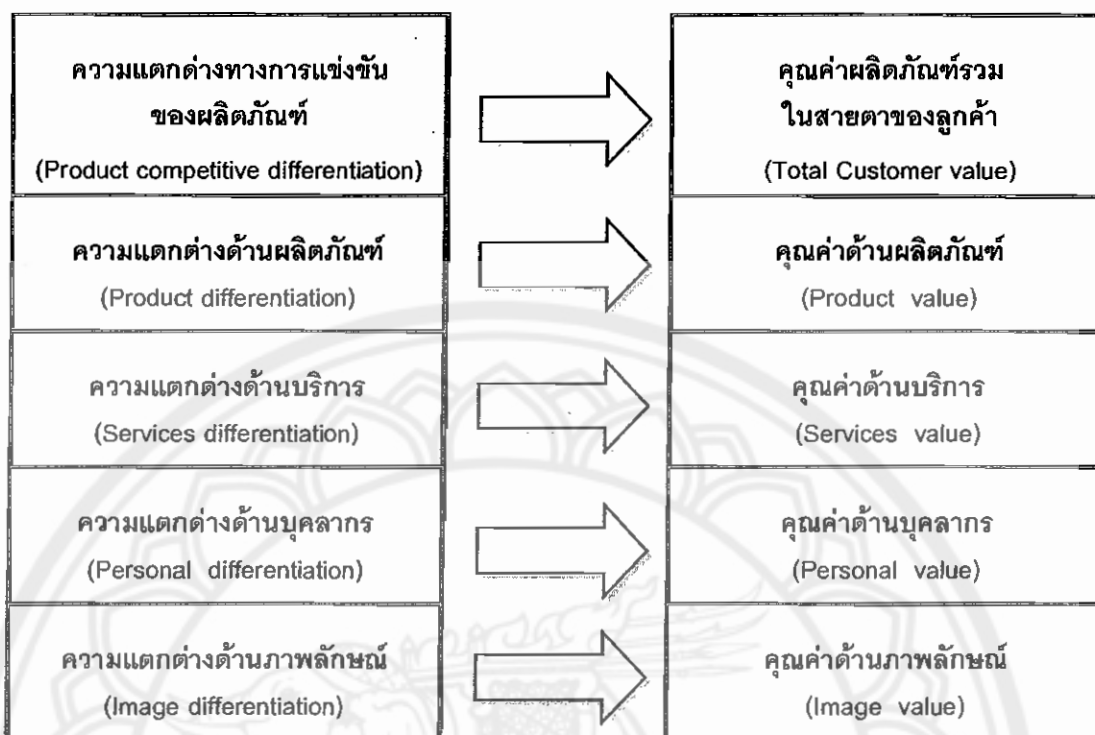 ความแตกต่างทางการแข่งขัน
ของผลิตภัณฑ์
(Product competitive differentiation)
คุณค่าผลิตภัณฑ์รวม
ในสายตาของลูกค้า
(Total Customer value)
ความแตกต่างด้านผลิตภัณฑ์
(Product differentiation)
คุณค่าด้านผลิตภัณฑ์
(Product value)
ความแตกต่างด้านบริการ
(Services differentiation)
คุณค่าด้านบริการ
(Services value)
ความแตกต่างด้านบุคลากร
(Personal differentiation)
คุณค่าด้านบุคลากร
(Personal value)
ความแตกต่างด้านภาพลักษณ์
(Image differentiation)
คุณค่าด้านภาพลักษณ์
(Image value)